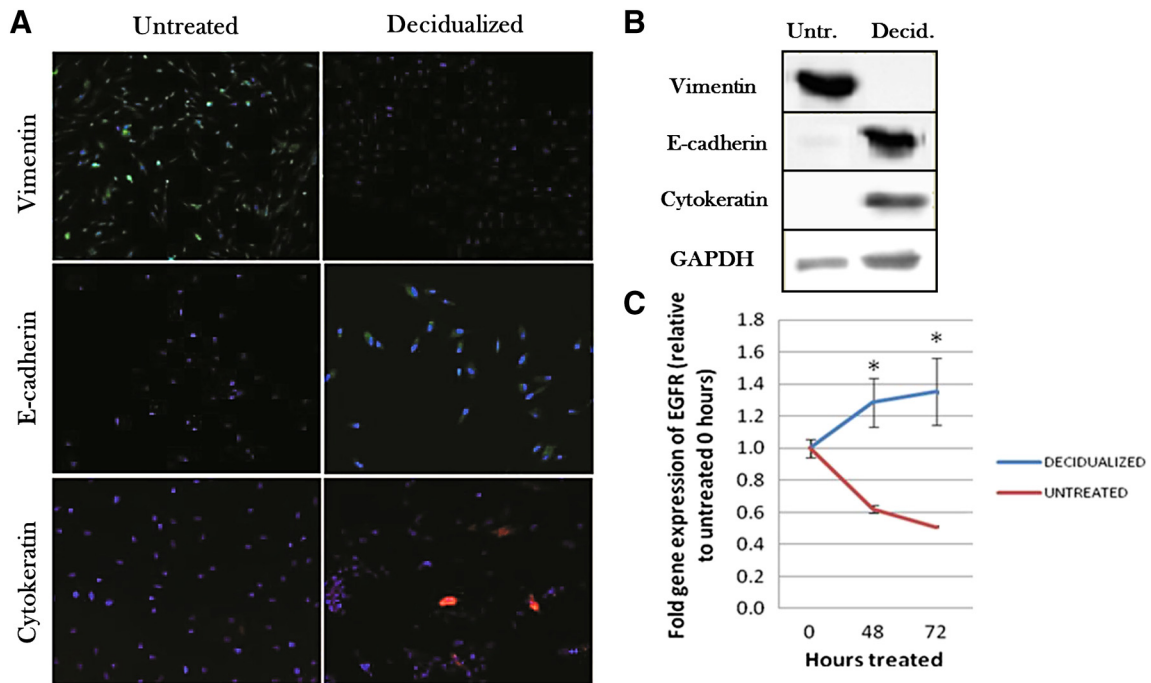 A
Untreated
Decidualized
Vimentin
E-cadherin
Cytokeratin
B
Untr.
Decid.
Vimentin
E-cadherin
Cytokeratin
GAPDH
C
Fold gene expression of EGFR (relative
to untreated 0 hours)
1.8
1.6
1.4
1.2
1.0
0.8
0.6
0.4
0.2
0.0
*
*
0
48
72
Hours treated
DECIDUALIZED
UNTREATED